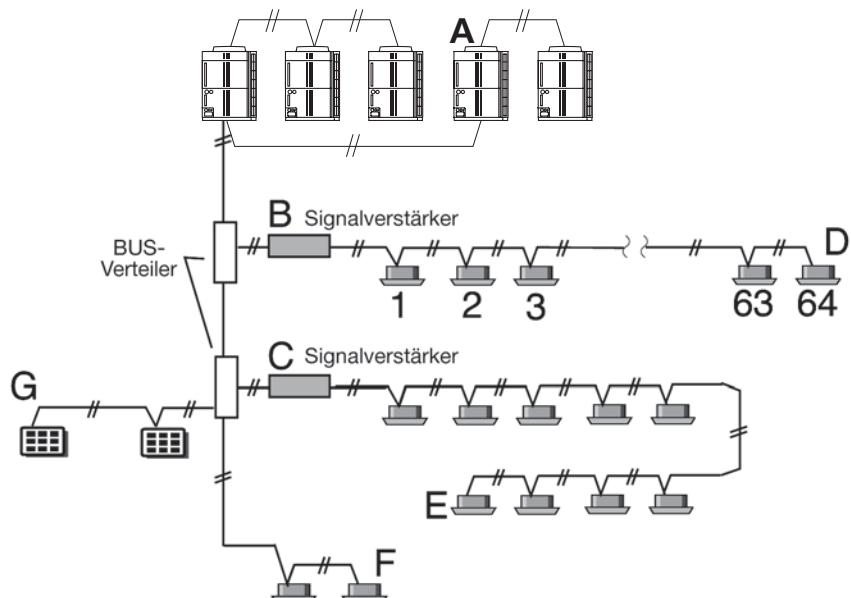 A
B Signalverstärker
BUS-
Verteiler
D
1 2 3 63 64
C Signalverstärker
G
E
F